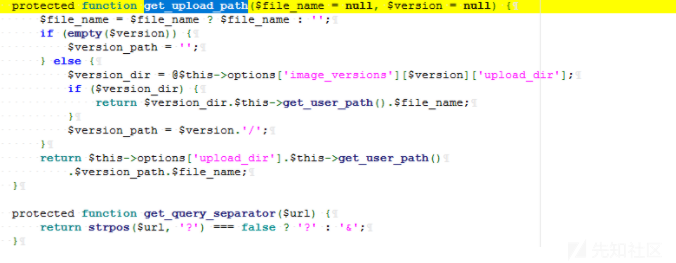 protected function get_upload_path($file_name = null, $version = null) {
$file_name = $file_name ? $file_name : '';
if (empty($version)) {
$version_path = '';
} else {
$version_dir = @$this->options['image_versions'][$version]['upload_dir'];
if ($version_dir) {
return $version_dir.$this->get_user_path().$file_name;
}
$version_path = $version.'/';
}
return $this->options['upload_dir'].$this->get_user_path()
.$version_path.$file_name;
}
protected function get_query_separator($url) {
return strpos($url, '?') === false ? '?' : '&';
}
先知社区